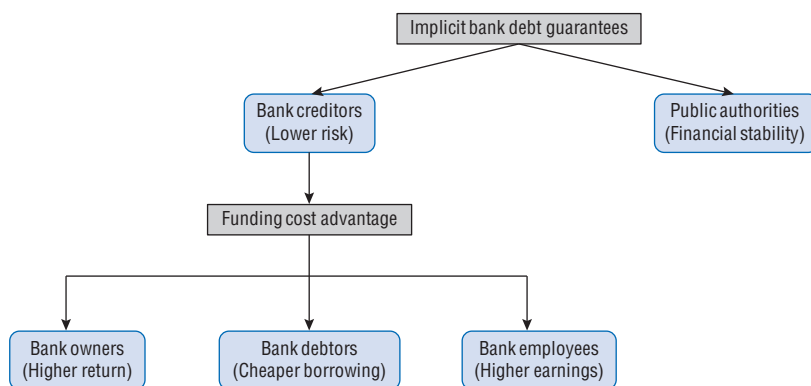 Implicit bank debt guarantees
Bank creditors
(Lower risk)
Public authorities
(Financial stability)
Funding cost advantage
Bank owners
(Higher return)
Bank debtors
(Cheaper borrowing)
Bank employees
(Higher earnings)